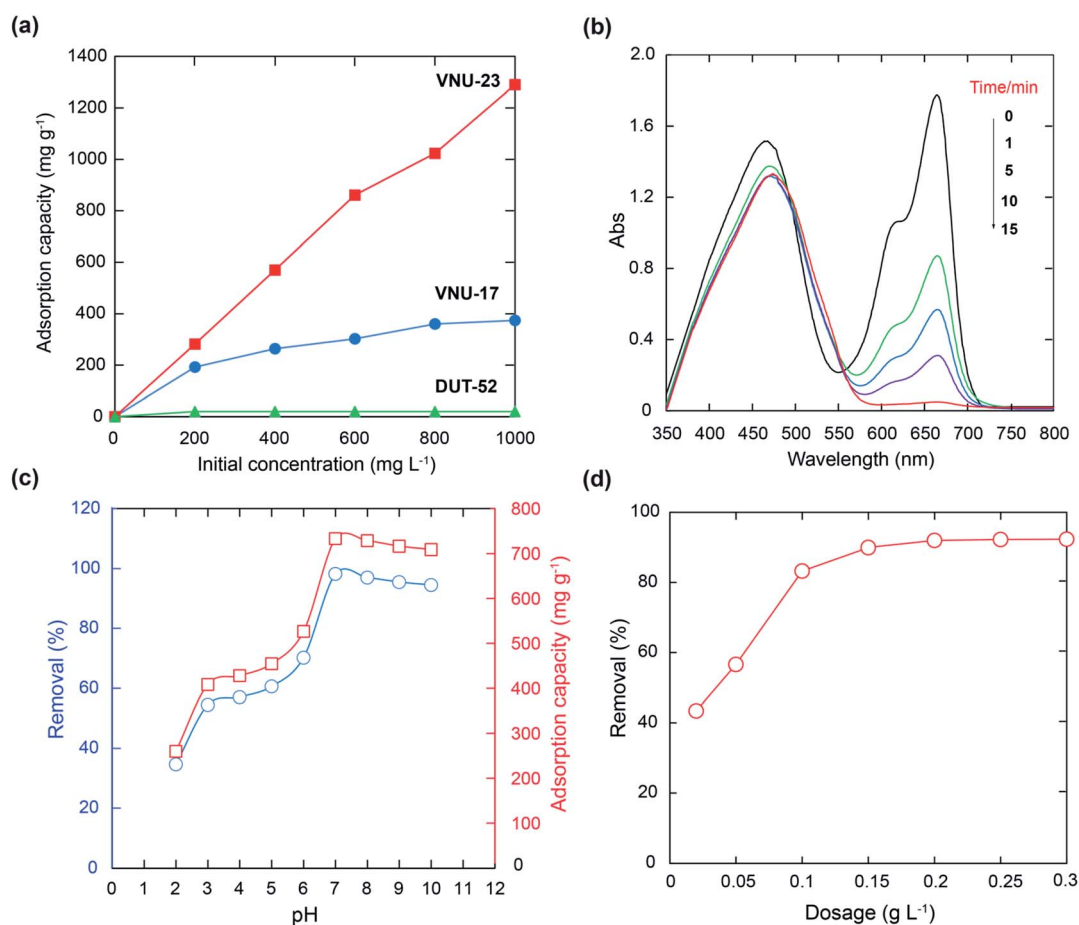 (a)
1400
1200
1000
800
600
400
200
0
Adsorption capacity (mg g⁻¹)
VNU-23
VNU-17
DUT-52
0 200 400 600 800 1000
Initial concentration (mg L⁻¹)
(b)
2.0
1.6
1.2
0.8
0.4
0
Abs
Time/min
0
1
5
10
15
350 400 450 500 550 600 650 700 750 800
Wavelength (nm)
(c)
120
100
80
60
40
20
0
Removal (%)
800
700
600
500
400
300
200
100
0
Adsorption capacity (mg g⁻¹)
0 1 2 3 4 5 6 7 8 9 10 11 12
pH
(d)
100
80
60
40
20
0
Removal (%)
0 0.05 0.1 0.15 0.2 0.25 0.3
Dosage (g L⁻¹)